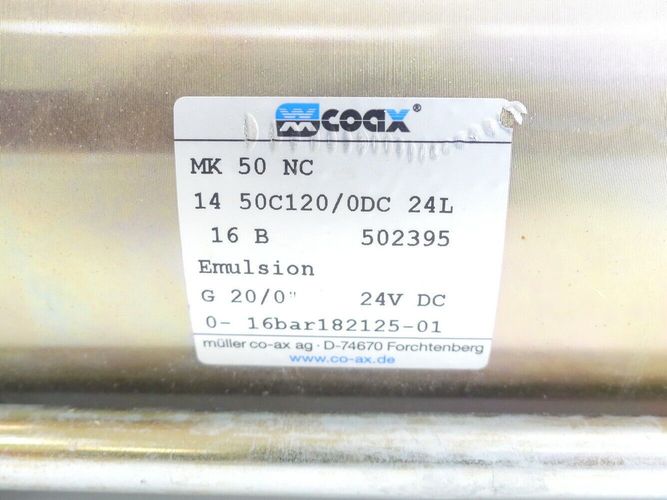 coax®
MK 50 NC
14 50C120/0DC 24L
16 B 502395
Emulsion
G 20/0" 24V DC
0- 16bar182125-01
müller co-ax ag · D-74670 Forchtenberg
www.co-ax.de